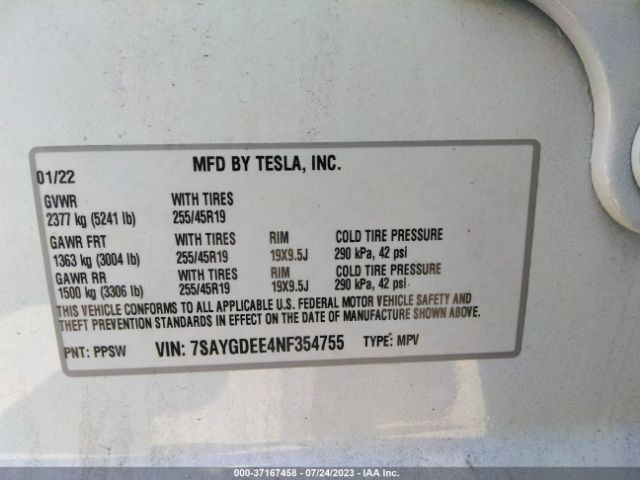 MFD BY TESLA, INC.
01/22
GVWR WITH TIRES
2377 kg (5241 lb) 255/45R19
GAWR FRT WITH TIRES RIM COLD TIRE PRESSURE
1363 kg (3004 lb) 255/45R19 19X9.5J 290 kPa, 42 psi
GAWR RR WITH TIRES RIM COLD TIRE PRESSURE
1500 kg (3306 lb) 255/45R19 19X9.5J 290 kPa, 42 psi
THIS VEHICLE CONFORMS TO ALL APPLICABLE U.S. FEDERAL MOTOR VEHICLE SAFETY AND
THEFT PREVENTION STANDARDS IN EFFECT ON THE DATE OF MANUFACTURE SHOWN ABOVE.
PNT: PPSW VIN: 7SAYGDEE4NF354755 TYPE: MPV
000-37167458 - 07/24/2023 - IAA Inc.